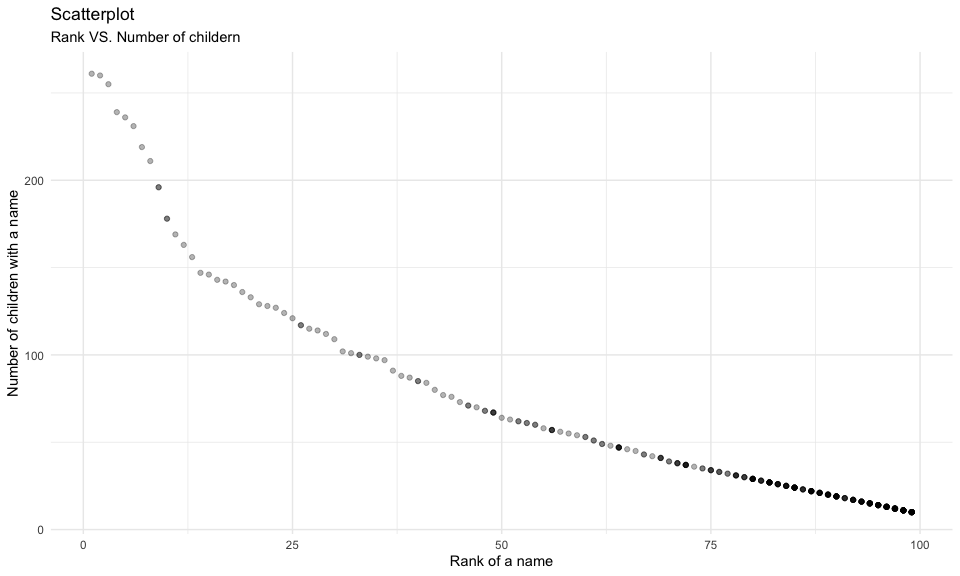 Scatterplot
Rank VS. Number of childern
Number of children with a name
200
100
0
0 25 50 75 100
Rank of a name